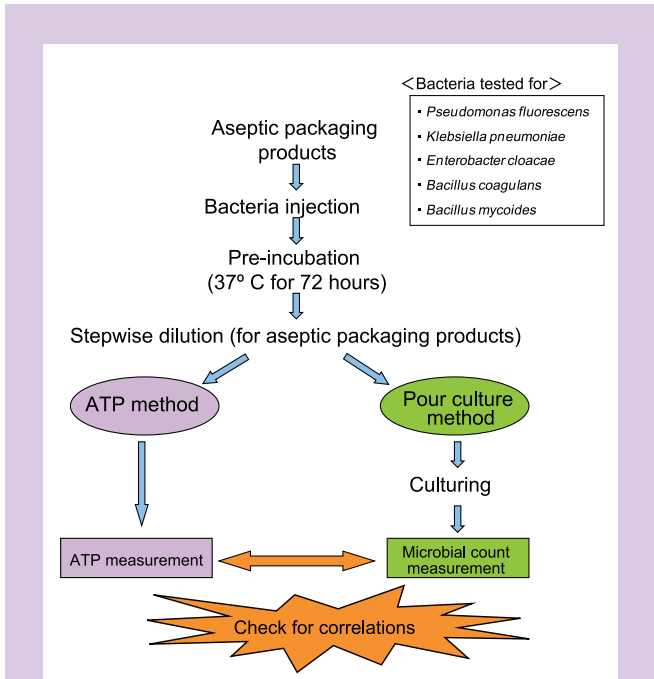 <Bacteria tested for>
・Pseudomonas fluorescens
・Klebsiella pneumoniae
・Enterobacter cloacae
・Bacillus coagulans
・Bacillus mycoides
Aseptic packaging
products
Bacteria injection
Pre-incubation
(37º C for 72 hours)
Stepwise dilution (for aseptic packaging products)
ATP method
Pour culture
method
Culturing
ATP measurement
Microbial count
measurement
Check for correlations